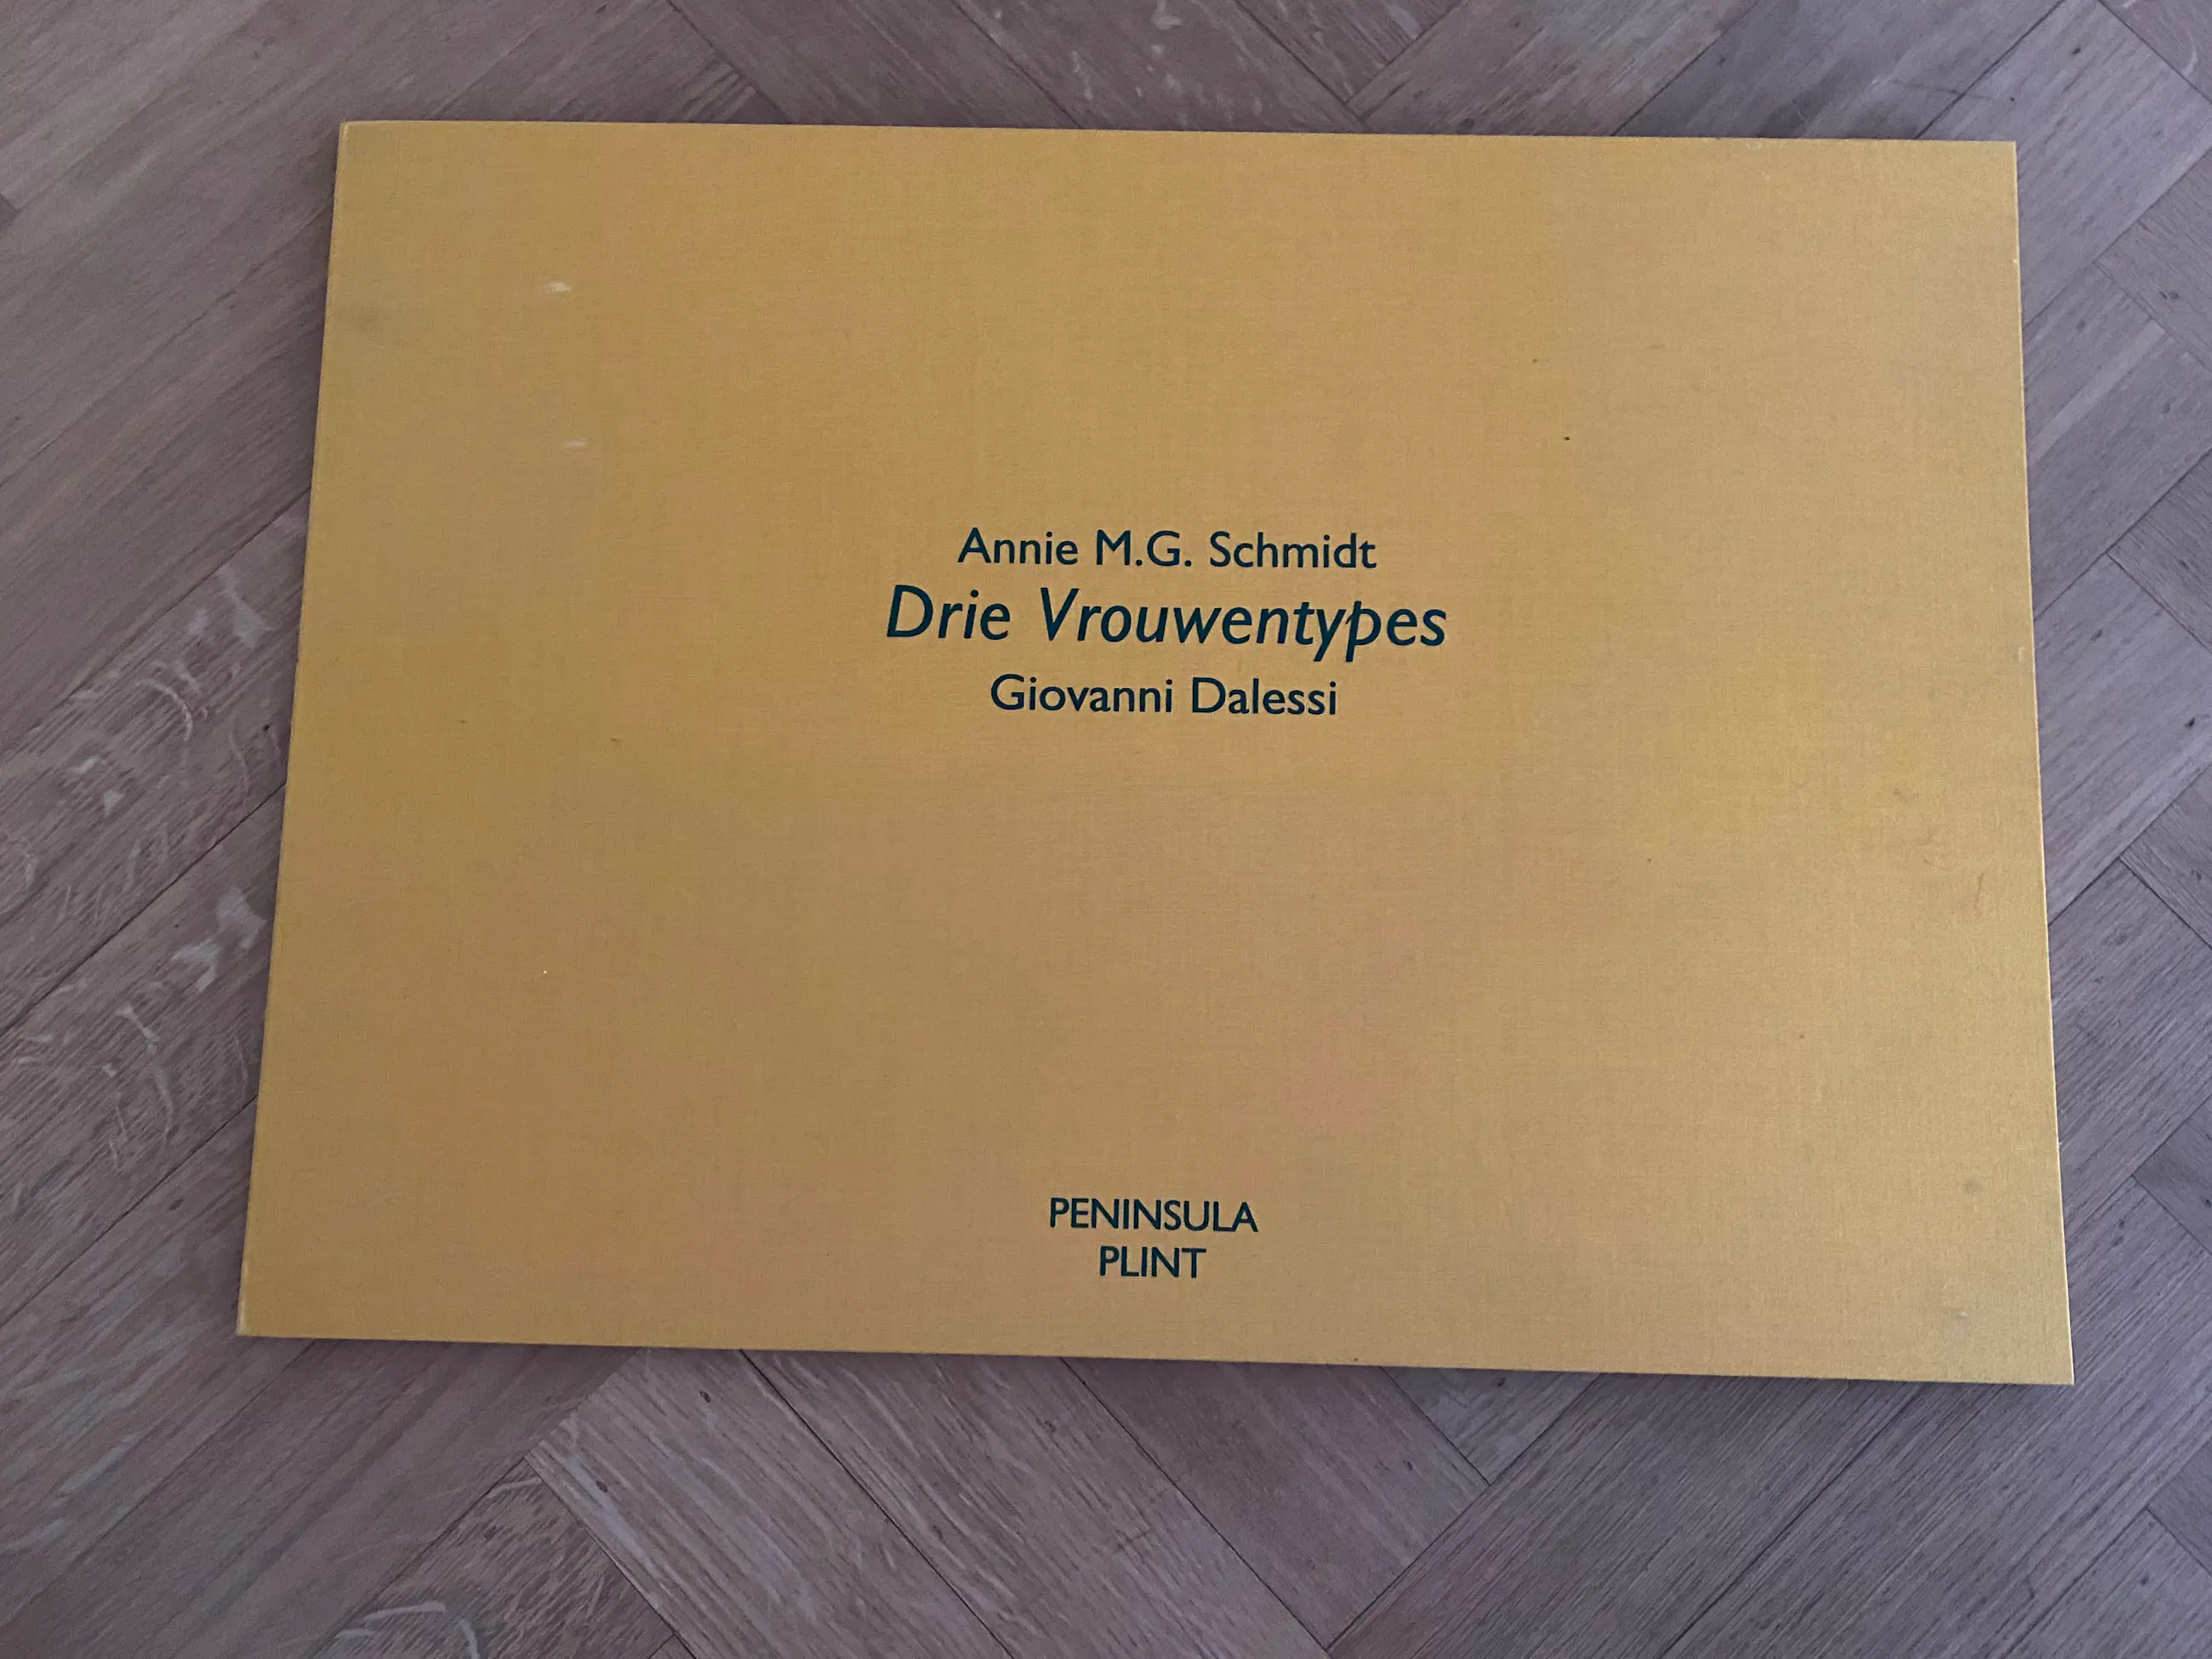 Annie M.G. Schmidt
Drie Vrouwentypes
Giovanni Dalessi
PENINSULA
PLINT